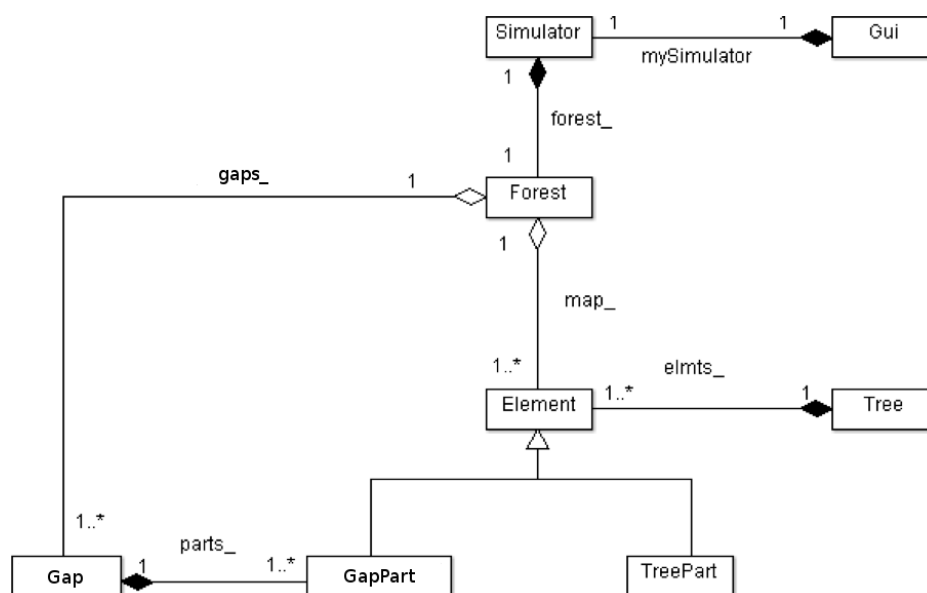 Simulator
1
1
Gui
mySimulator
1
forest_
1
gaps_
1
Forest
1
map_
1..*
elmts_
Element
1..*
1
Tree
1..*
parts_
Gap
1
1..*
GapPart
TreePart